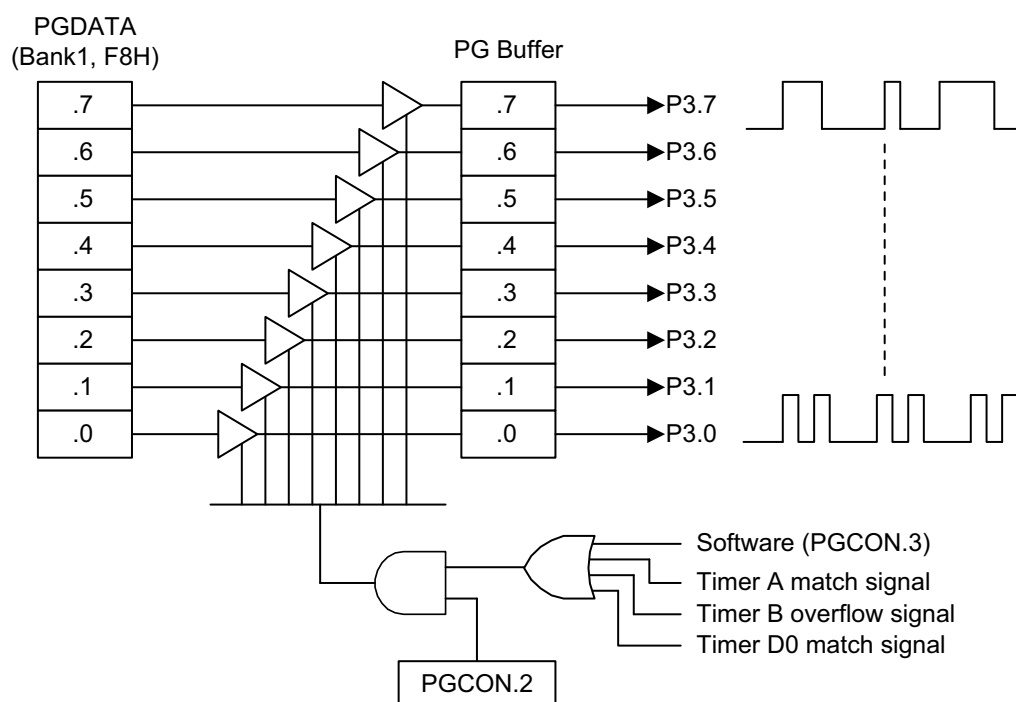 PGDATA
(Bank1, F8H)
PG Buffer
.7
.7
P3.7
.6
.6
P3.6
.5
.5
P3.5
.4
.4
P3.4
.3
.3
P3.3
.2
.2
P3.2
.1
.1
P3.1
.0
.0
P3.0
Software (PGCON.3)
Timer A match signal
Timer B overflow signal
Timer D0 match signal
PGCON.2